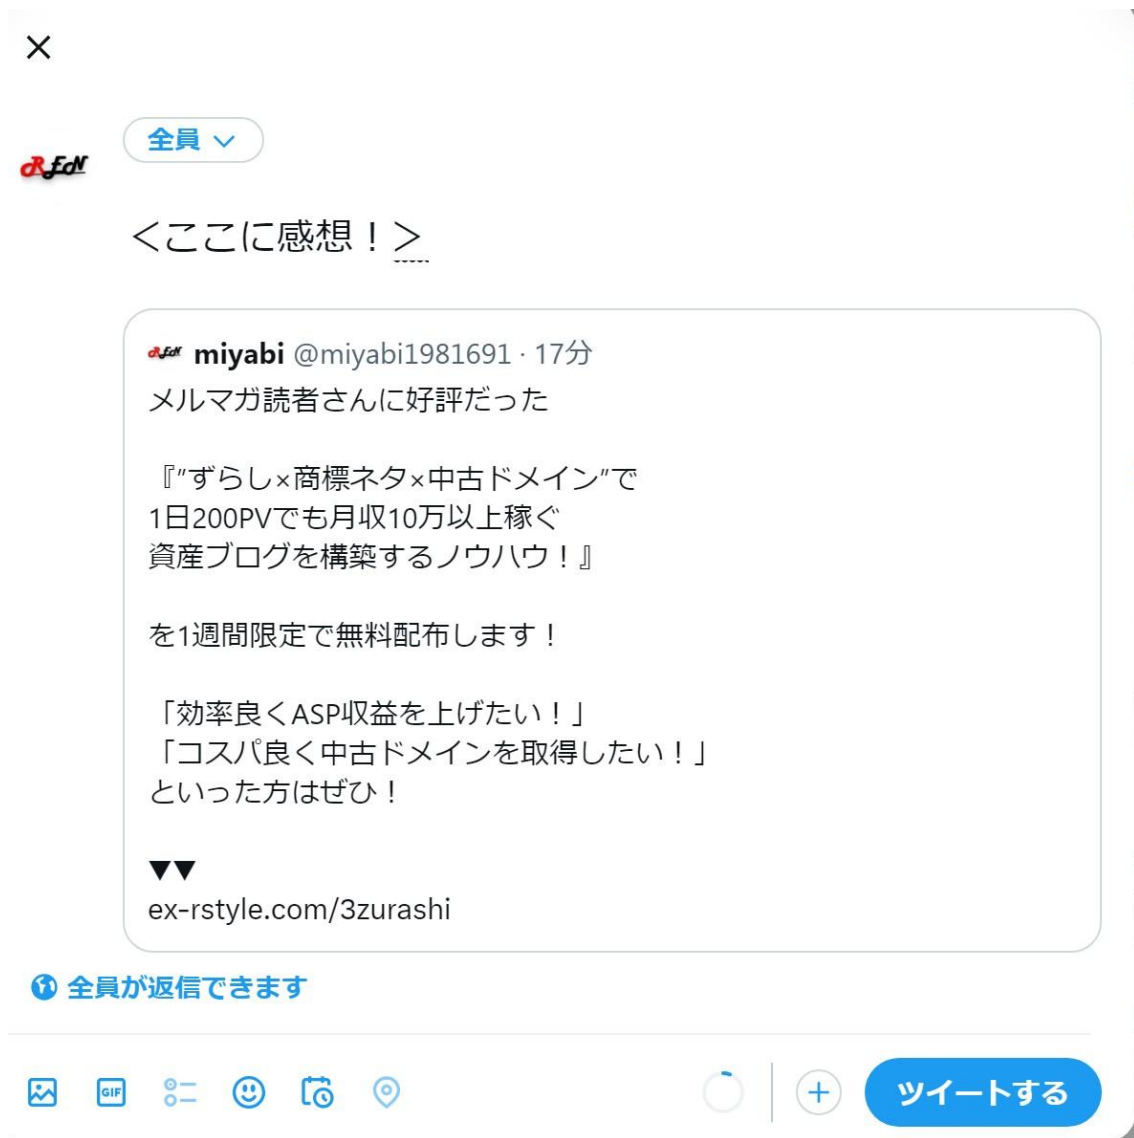 全員
REN
＜ここに感想！＞
REN miyabi @miyabi1981691 · 17分
メルマガ読者さんに好評だった
『”ずらし×商標ネタ×中古ドメイン”で
1日200PVでも月収10万以上稼ぐ
資産ブログを構築するノウハウ！』
を1週間限定で無料配布します！
「効率良くASP収益を上げたい！」
「コスパ良く中古ドメインを取得したい！」
といった方はぜひ！
▼▼
ex-rstyle.com/3zurashi
全員が返信できます
GIF
ツイートする